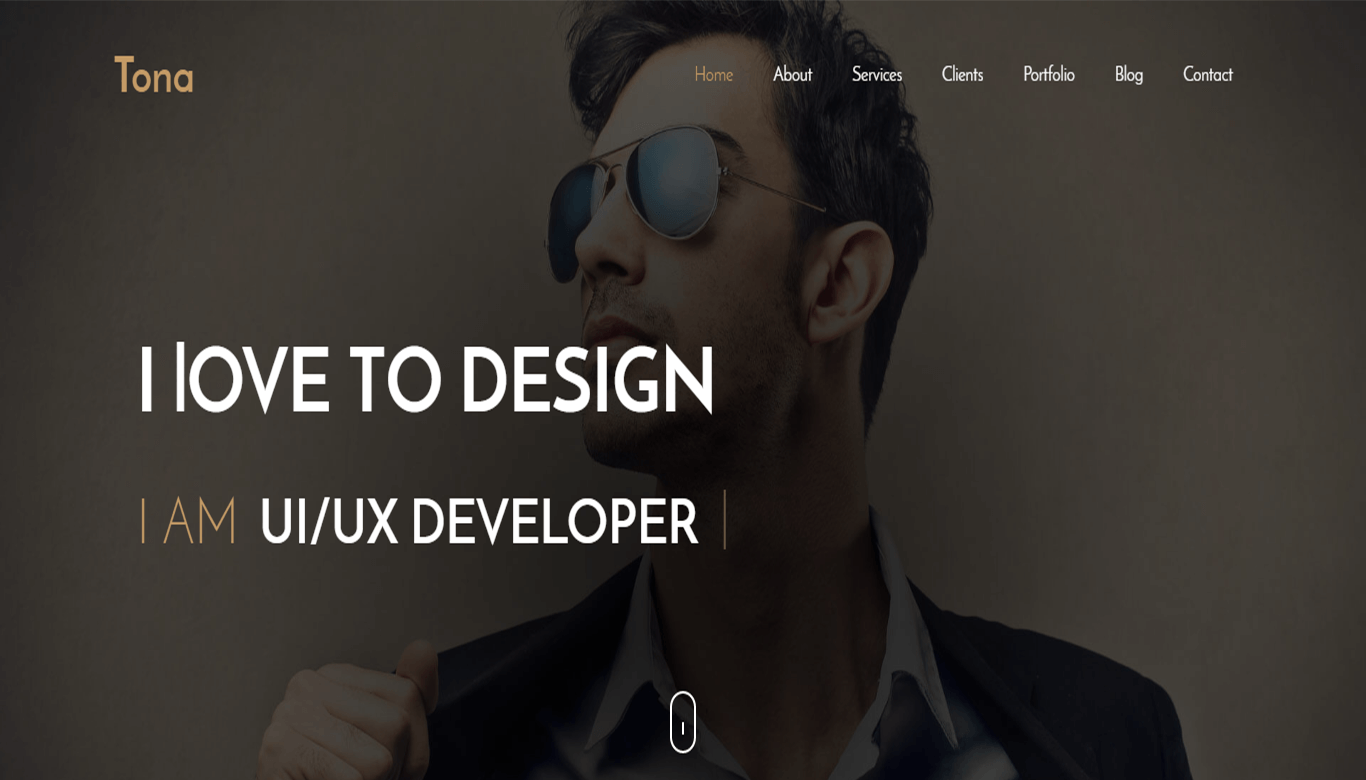 Tona
Home About Services Clients Portfolio Blog Contact
I lOVE TO DESIGN
I AM UI/UX DEVELOPER |